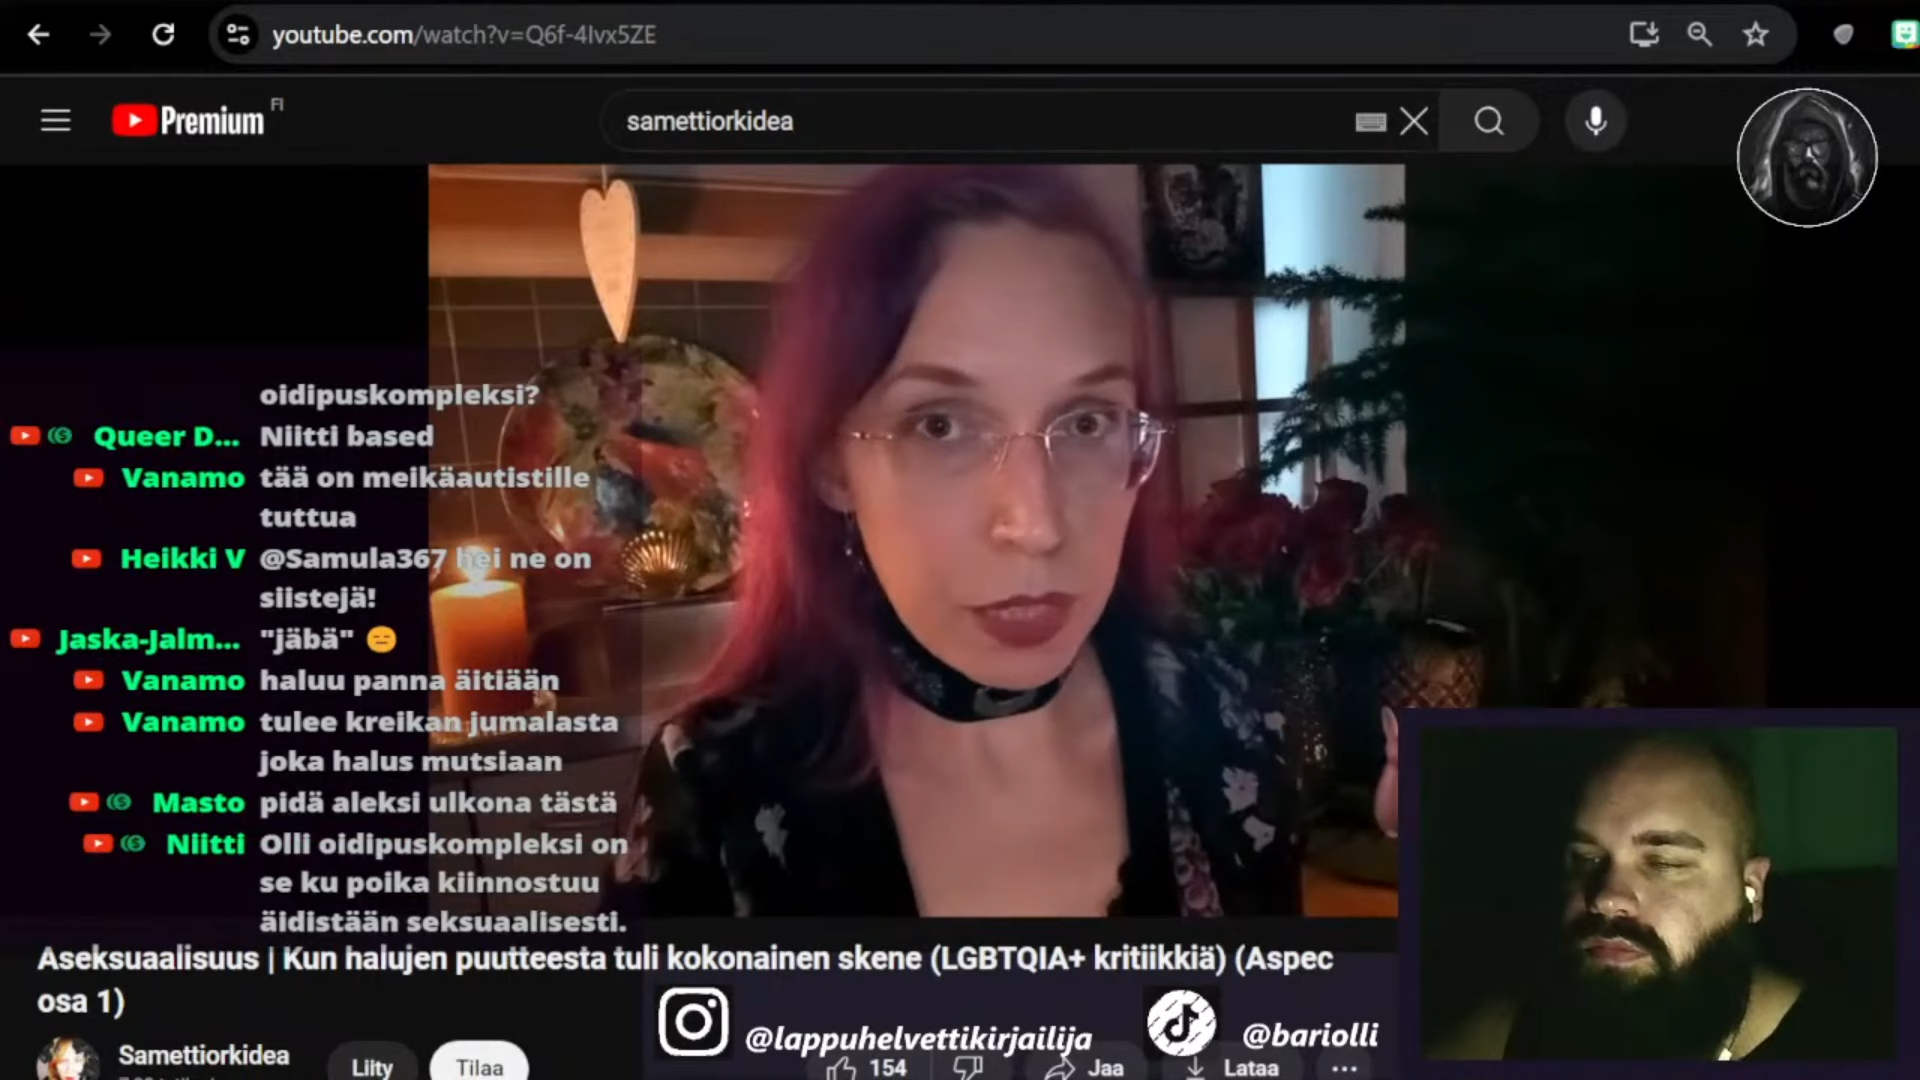 youtube.com/watch?v=Q6f-4lvx5ZE
Premium FI
samettiorkidea
oidipuskompleksi?
Queer D... Niitti based
Vanamo tää on meikäautistille
tuttua
Heikki V @Samula367 hei ne on
siistejä!
Jaska-Jalm... "jäbä" 😑
Vanamo haluu panna äitiään
Vanamo tulee kreikan jumalasta
joka halus mutsiaan
Masto pidä aleksi ulkona tästä
Niitti Olli oidipuskompleksi on
se ku poika kiinnostuu
äidistään seksuaalisesti.
Aseksuaalisuus | Kun halujen puutteesta tuli kokonainen skene (LGBTQIA+ kritiikkiä) (Aspec
osa 1)
@lappuhelvettikirjailija
@bariolli
Samettiorkidea
Liity
Tilaa
154
Jaa
Lataa